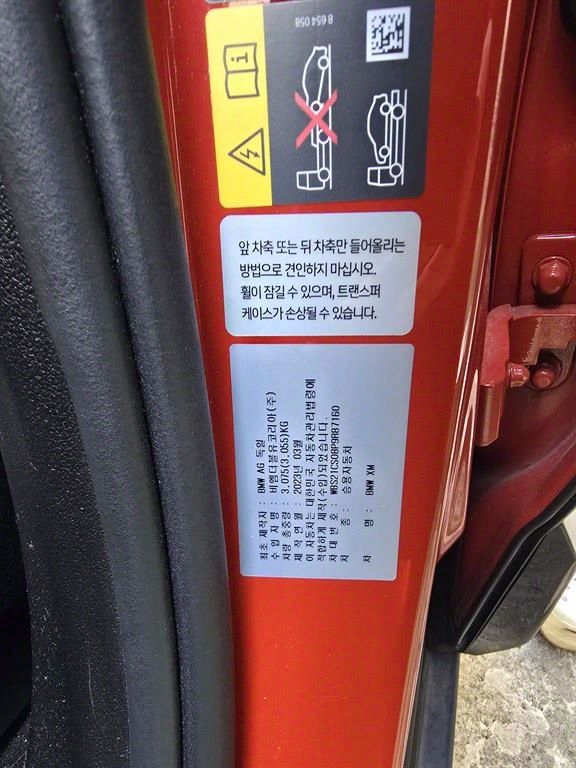 8 654 058
앞 차축 또는 뒤 차축만 들어올리는
방법으로 견인하지 마십시오.
휠이 잠길 수 있으며, 트랜스퍼
케이스가 손상될 수 있습니다.
최초 제작자 : BMW AG 독일
수 입 자 명 : 비엠더블유코리아(주)
차량 총중량 : 3,075(3,055)KG
제 작 연 월 : 2023년 03월
이 자동차는 대한민국 자동차관리법령에
적합하게 제작(수입)되었습니다.
차 대 번 호 : WBS21CS08P9R87160
차 종 : 승용자동차
차 명 : BMW XM